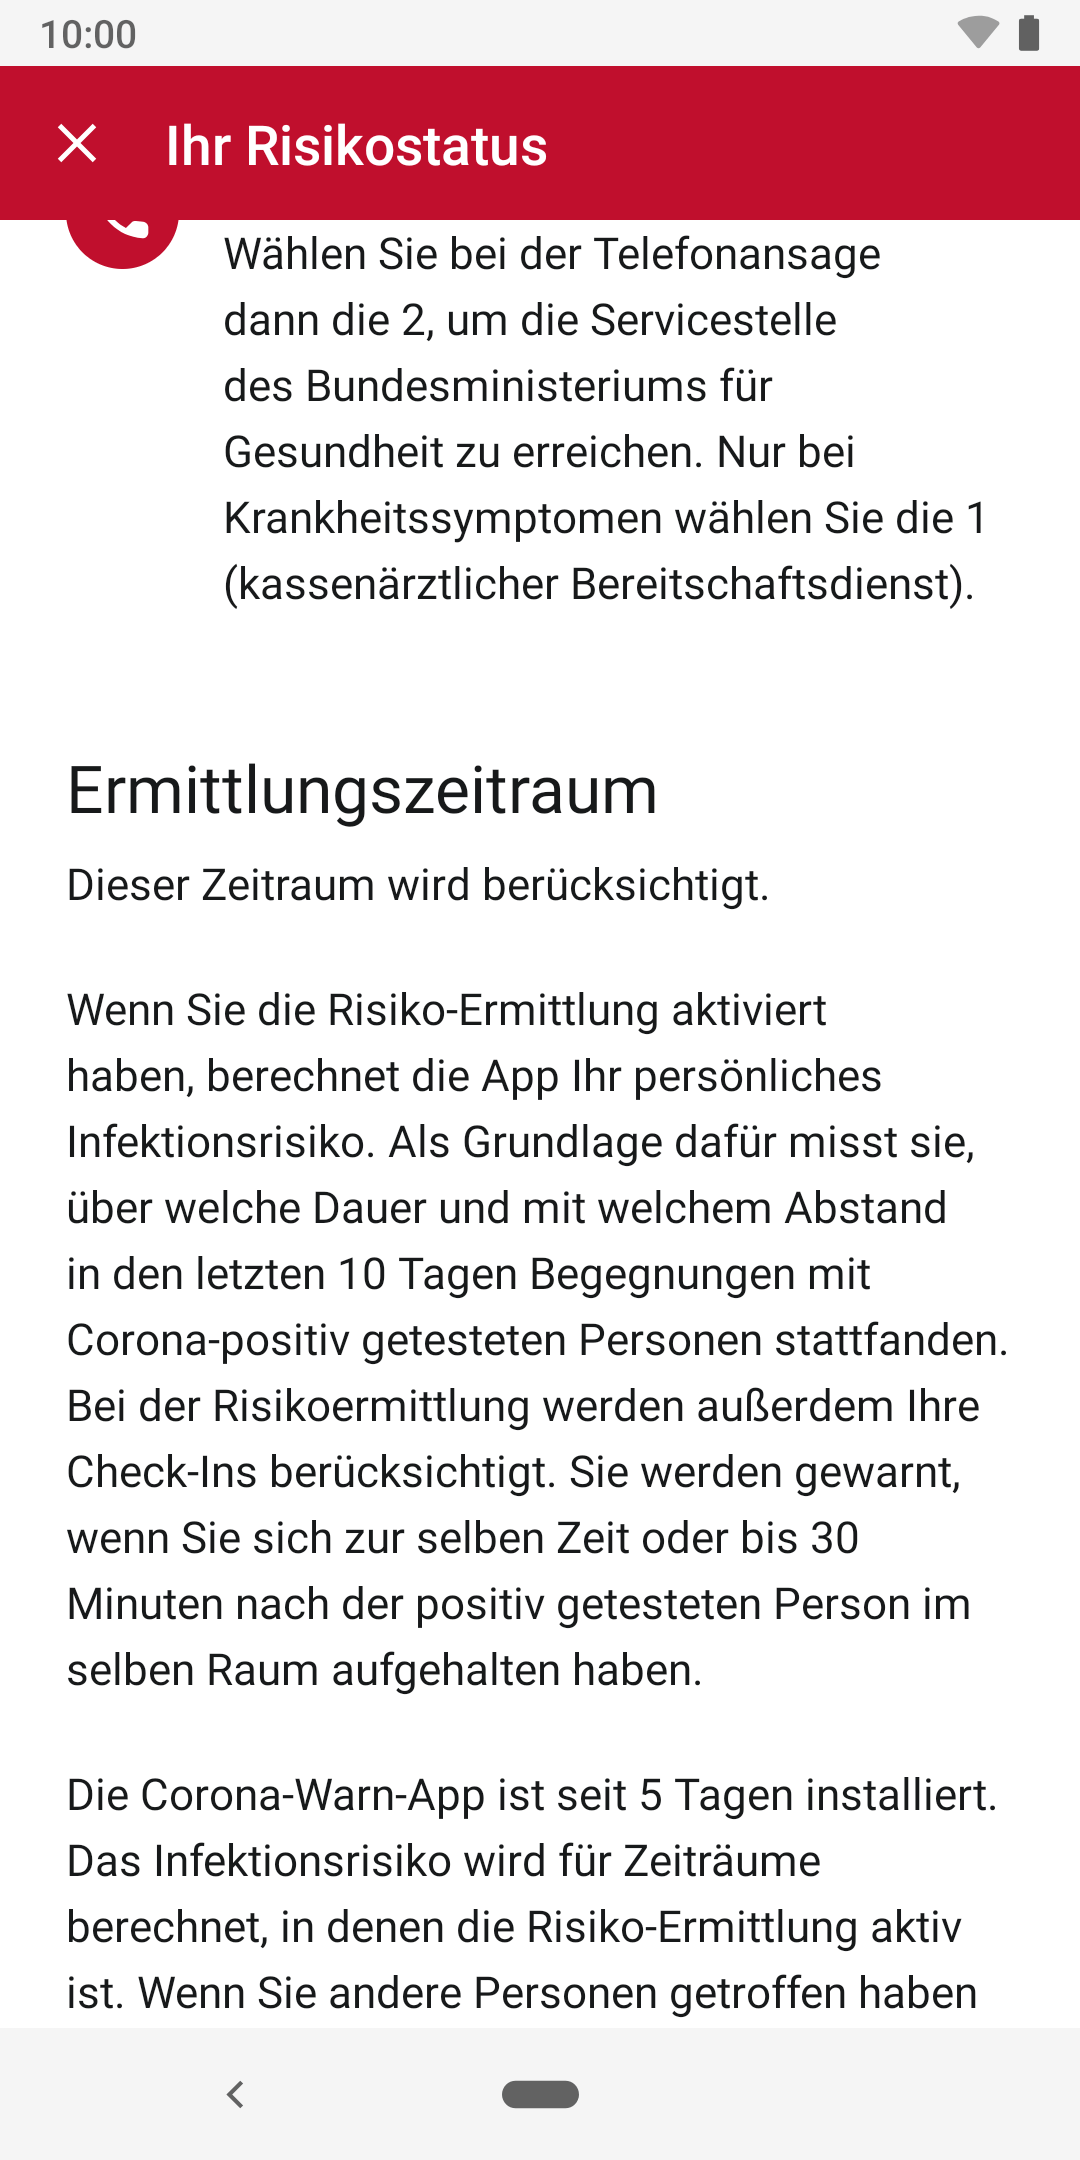 10:00
Ihr Risikostatus
Wählen Sie bei der Telefonansage
dann die 2, um die Servicestelle
des Bundesministeriums für
Gesundheit zu erreichen. Nur bei
Krankheitssymptomen wählen Sie die 1
(kassenärztlicher Bereitschaftsdienst).
Ermittlungszeitraum
Dieser Zeitraum wird berücksichtigt.
Wenn Sie die Risiko-Ermittlung aktiviert
haben, berechnet die App Ihr persönliches
Infektionsrisiko. Als Grundlage dafür misst sie,
über welche Dauer und mit welchem Abstand
in den letzten 10 Tagen Begegnungen mit
Corona-positiv getesteten Personen stattfanden.
Bei der Risikoermittlung werden außerdem Ihre
Check-Ins berücksichtigt. Sie werden gewarnt,
wenn Sie sich zur selben Zeit oder bis 30
Minuten nach der positiv getesteten Person im
selben Raum aufgehalten haben.
Die Corona-Warn-App ist seit 5 Tagen installiert.
Das Infektionsrisiko wird für Zeiträume
berechnet, in denen die Risiko-Ermittlung aktiv
ist. Wenn Sie andere Personen getroffen haben